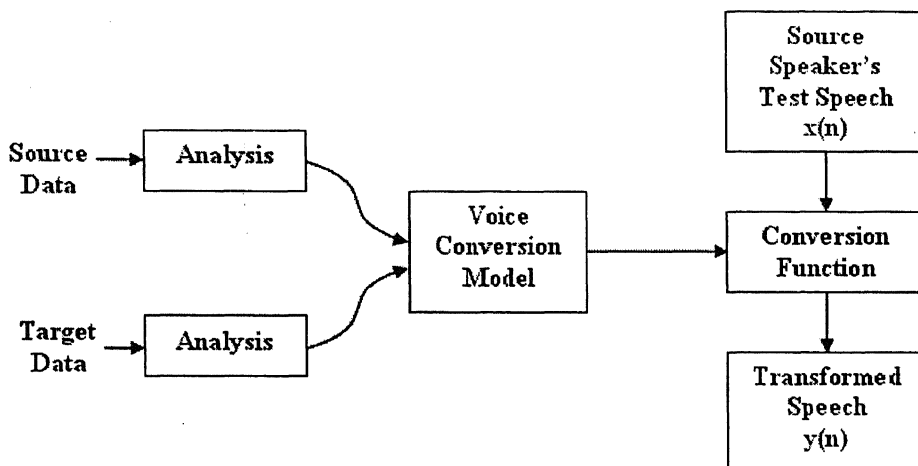 Source
Data
Analysis
Target
Data
Analysis
Voice
Conversion
Model
Source
Speaker's
Test Speech
x(n)
Conversion
Function
Transformed
Speech
y(n)